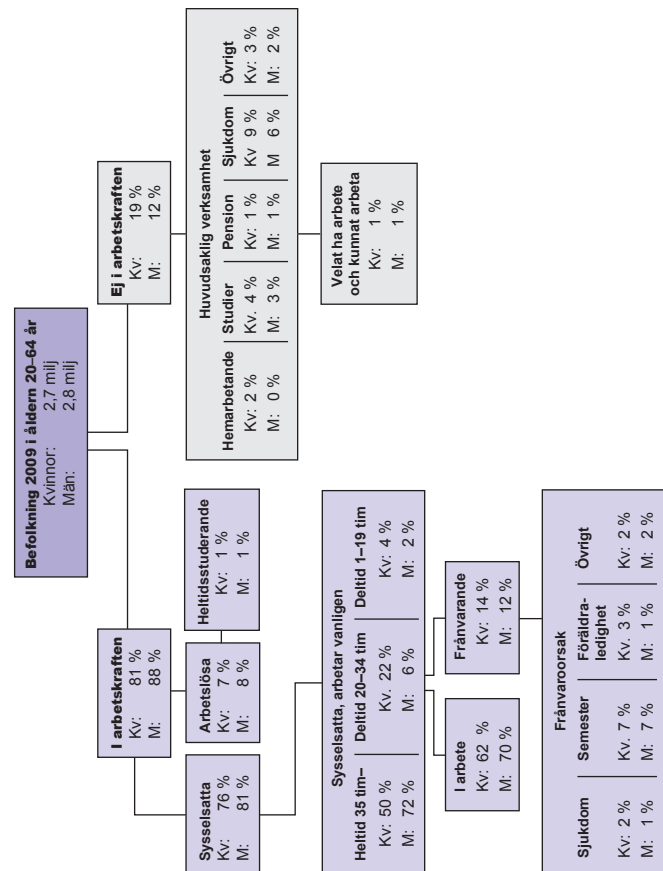 Befolkning 2009 i åldern 20–64 år
Kvinnor: 2,7 milj
Män: 2,8 milj
I arbetskraften
Kv: 81 %
M: 88 %
Ej i arbetskraften
Kv: 19 %
M: 12 %
Sysselsatta
Kv: 76 %
M: 81 %
Arbetslösa
Kv: 7 %
M: 8 %
Heltidsstuderande
Kv: 1 %
M: 1 %
Huvudsaklig verksamhet
Hemarbetande Studier Pension Sjukdom Övrigt
Kv: 2 % Kv. 4 % Kv: 1 % Kv 9 % Kv: 3 %
M: 0 % M: 3 % M: 1 % M 6 % M: 2 %
Sysselsatta, arbetar vanligen
Heltid 35 tim– Deltid 20–34 tim Deltid 1–19 tim
Kv: 50 % Kv. 22 % Kv: 4 %
M: 72 % M: 6 % M: 2 %
Velat ha arbete
och kunnat arbeta
Kv: 1 %
M: 1 %
I arbete
Kv: 62 %
M: 70 %
Frånvarande
Kv: 14 %
M: 12 %
Frånvaroorsak
Sjukdom Semester Föräldra-
ledighet Övrigt
Kv: 2 % Kv. 7 % Kv. 3 % Kv: 2 %
M: 1 % M: 7 % M: 1 % M: 2 %